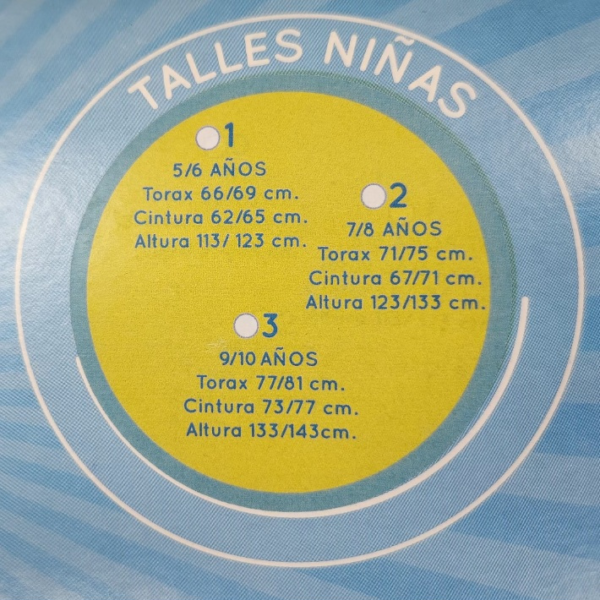 TALLES NIÑAS
1
5/6 AÑOS
Torax 66/69 cm.
Cintura 62/65 cm.
Altura 113/ 123 cm.
2
7/8 AÑOS
Torax 71/75 cm.
Cintura 67/71 cm.
Altura 123/133 cm.
3
9/10 AÑOS
Torax 77/81 cm.
Cintura 73/77 cm.
Altura 133/143cm.